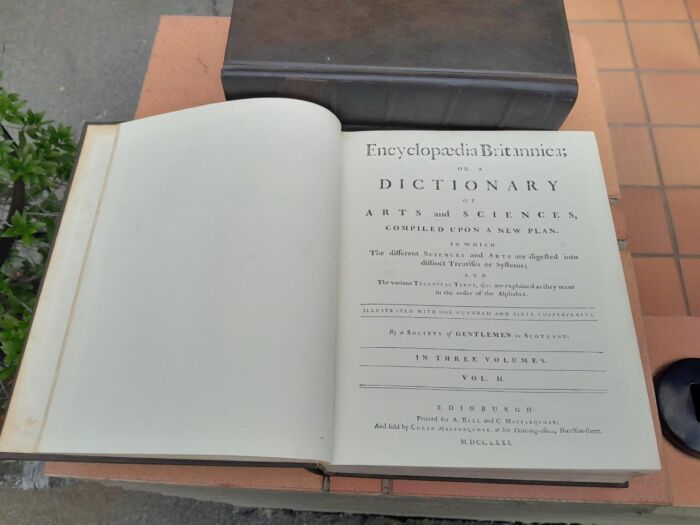 Encyclopædia Britannica;
OR, A
DICTIONARY
OF
ARTS and SCIENCES,
COMPILED UPON A NEW PLAN.
IN WHICH
The different SCIENCES and ARTS are digeſted into
diſtinct Treatiſes or Syſtems;
AND
The various TECHNICAL TERMS, &c. are explained as they occur
in the order of the Alphabet.
ILLUSTRATED WITH ONE HUNDRED AND SIXTY COPPERPLATES.
By a SOCIETY of GENTLEMEN in SCOTLAND.
IN THREE VOLUMES.
VOL. II.
EDINBURGH:
Printed for A. BELL and C. MACFARQUHAR;
And ſold by COLIN MACFARQUHAR, at his Printing-office, Nicolſon-ſtreet.
M.DCC.LXXI.